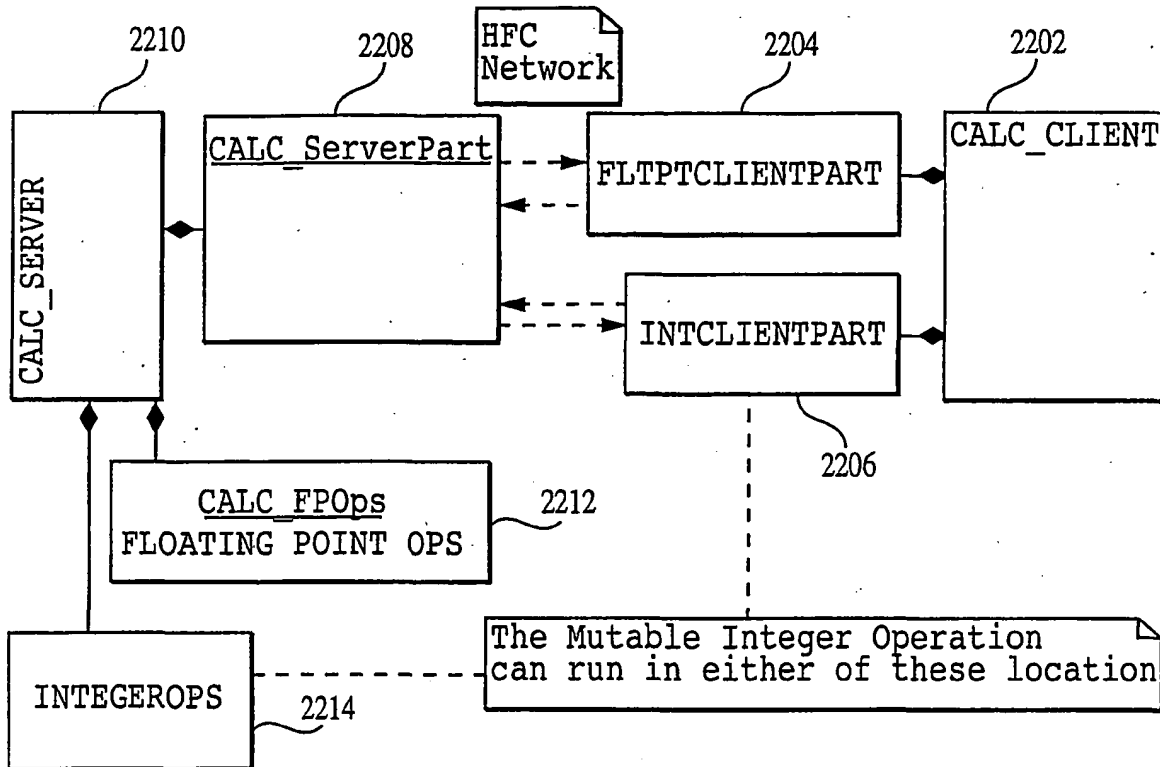 2210
2208
HFC
Network
2204
2202
CALC_SERVER
CALC_ServerPart
FLTPTCLIENTPART
CALC_CLIENT
INTCLIENTPART
2206
CALC_FPOps
FLOATING POINT OPS
2212
The Mutable Integer Operation
can run in either of these location
INTEGEROPS
2214